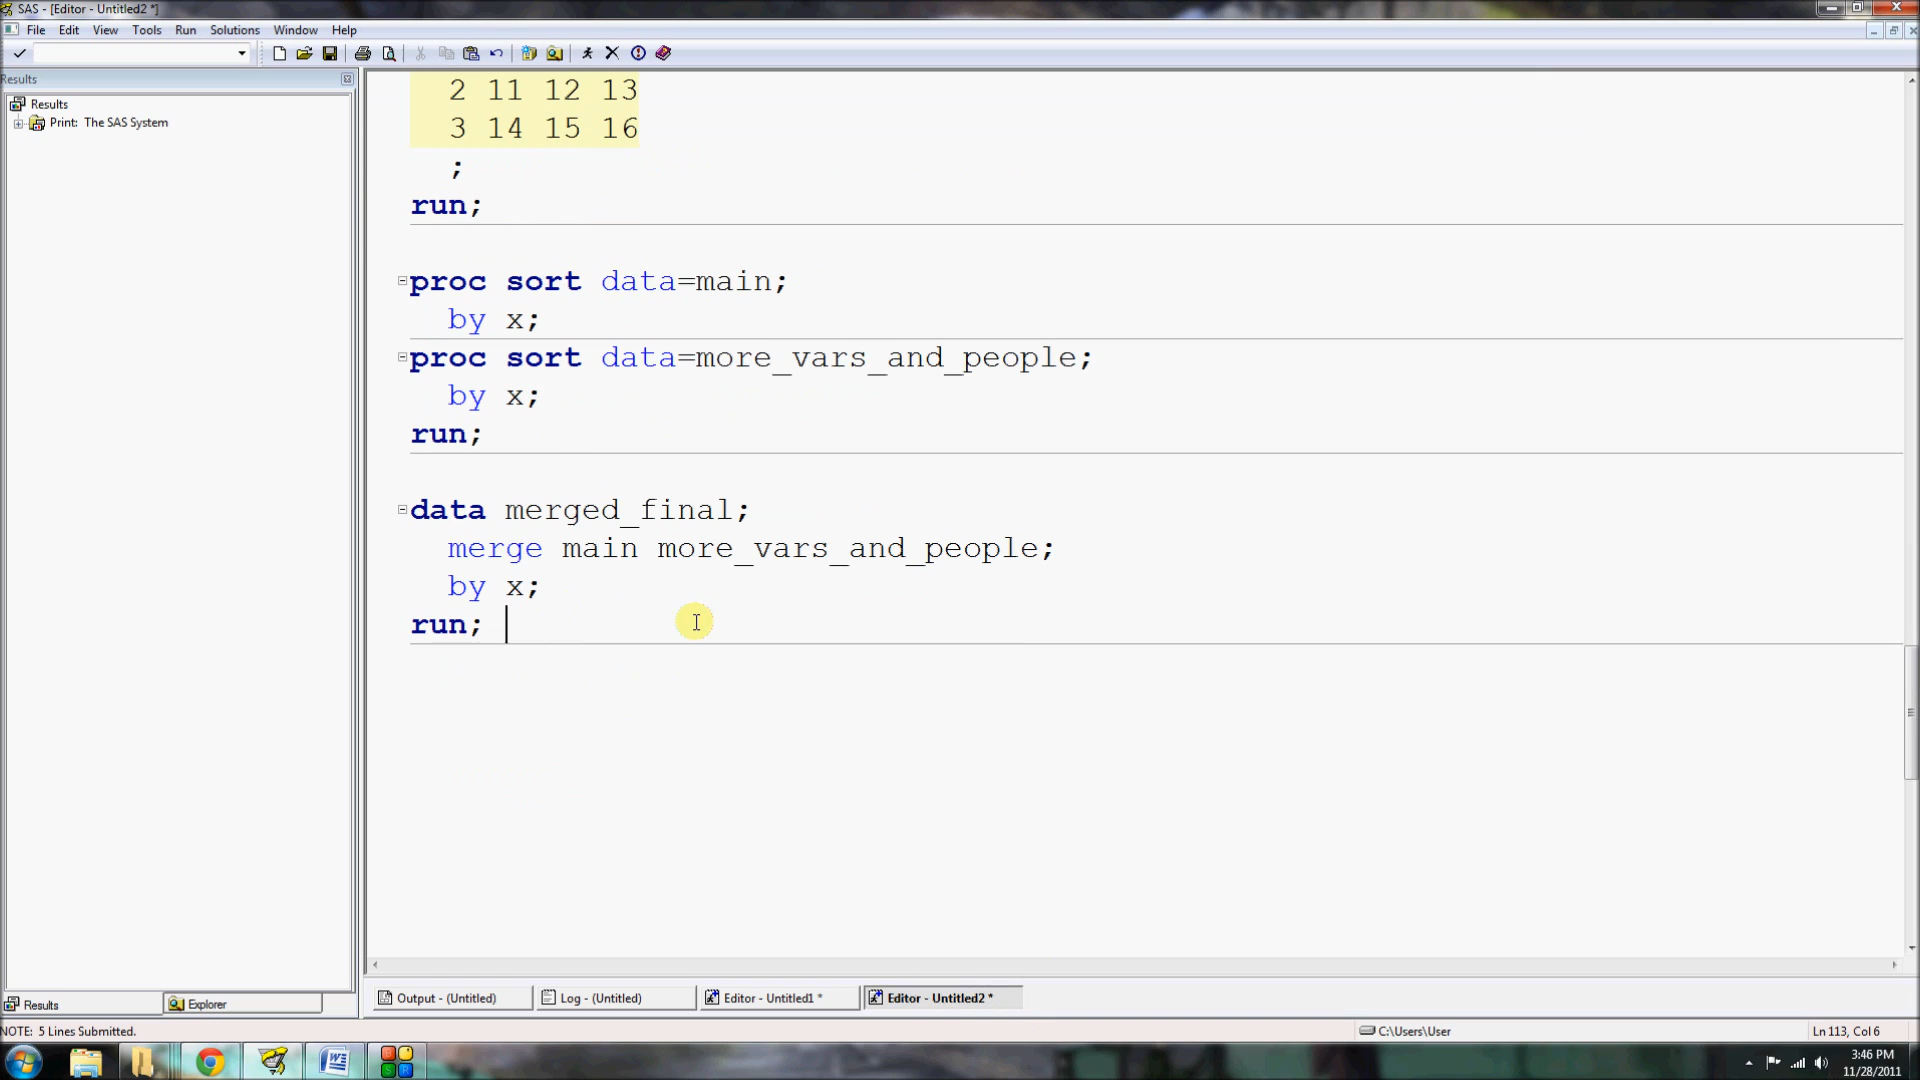 SAS - [Editor - Untitled2 *]
File Edit View Tools Run Solutions Window Help
Results
Results
Print: The SAS System
2 11 12 13
3 14 15 16
;
run;
proc sort data=main;
by x;
proc sort data=more_vars_and_people;
by x;
run;
data merged_final;
merge main more_vars_and_people;
by x;
run;
Results Explorer
Output - (Untitled) Log - (Untitled) Editor - Untitled1 * Editor - Untitled2 *
NOTE: 5 Lines Submitted. C:\Users\User Ln 113, Col 6
3:46 PM
11/28/2011